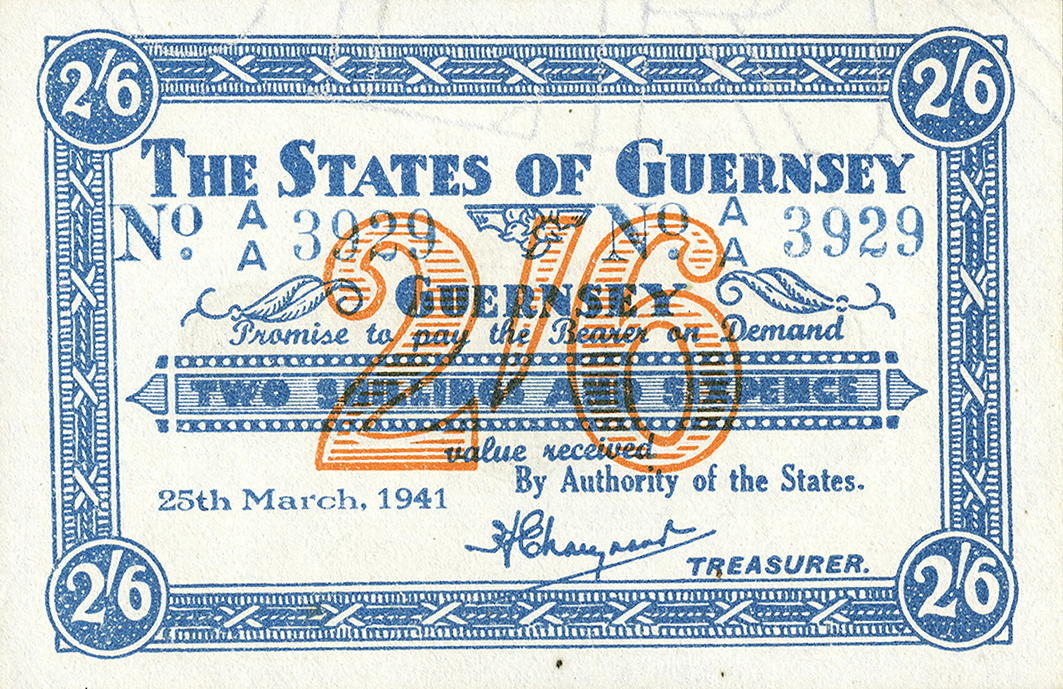 2/6 2/6
THE STATES OF GUERNSEY
No. A A 3929 No. A A 3929
2/6
GUERNSEY
Promise to pay the Bearer on Demand
TWO SHILLINGS AND SIXPENCE
value received
By Authority of the States.
25th March, 1941
TREASURER.
2/6 2/6